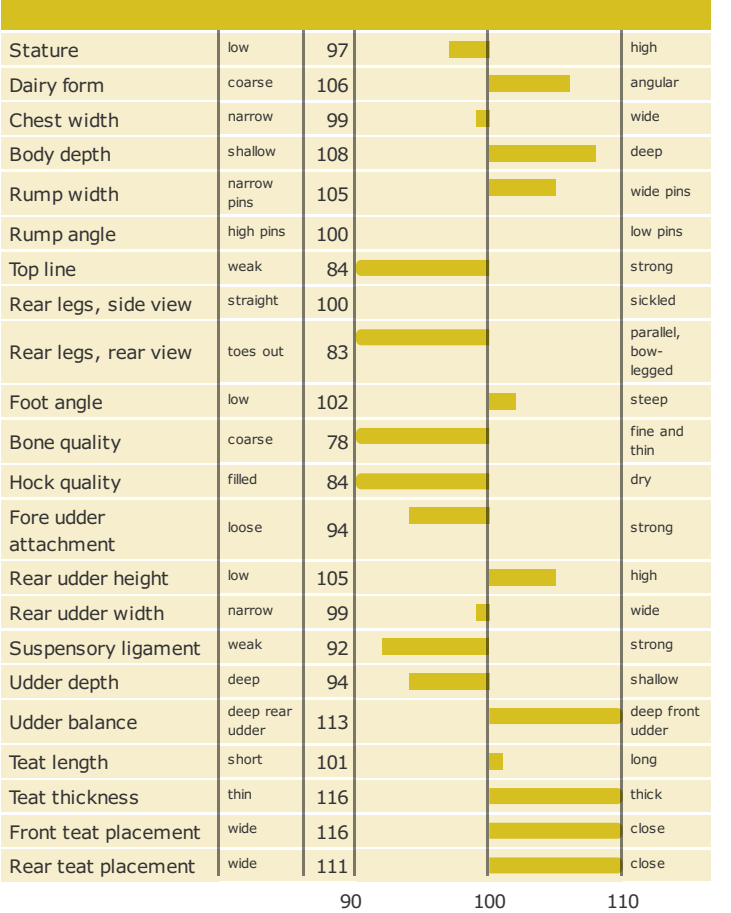 Stature low 97 high
Dairy form coarse 106 angular
Chest width narrow 99 wide
Body depth shallow 108 deep
Rump width narrow pins 105 wide pins
Rump angle high pins 100 low pins
Top line weak 84 strong
Rear legs, side view straight 100 sickled
Rear legs, rear view toes out 83 parallel, bow-legged
Foot angle low 102 steep
Bone quality coarse 78 fine and thin
Hock quality filled 84 dry
Fore udder attachment loose 94 strong
Rear udder height low 105 high
Rear udder width narrow 99 wide
Suspensory ligament weak 92 strong
Udder depth deep 94 shallow
Udder balance deep rear udder 113 deep front udder
Teat length short 101 long
Teat thickness thin 116 thick
Front teat placement wide 116 close
Rear teat placement wide 111 close
90 100 110